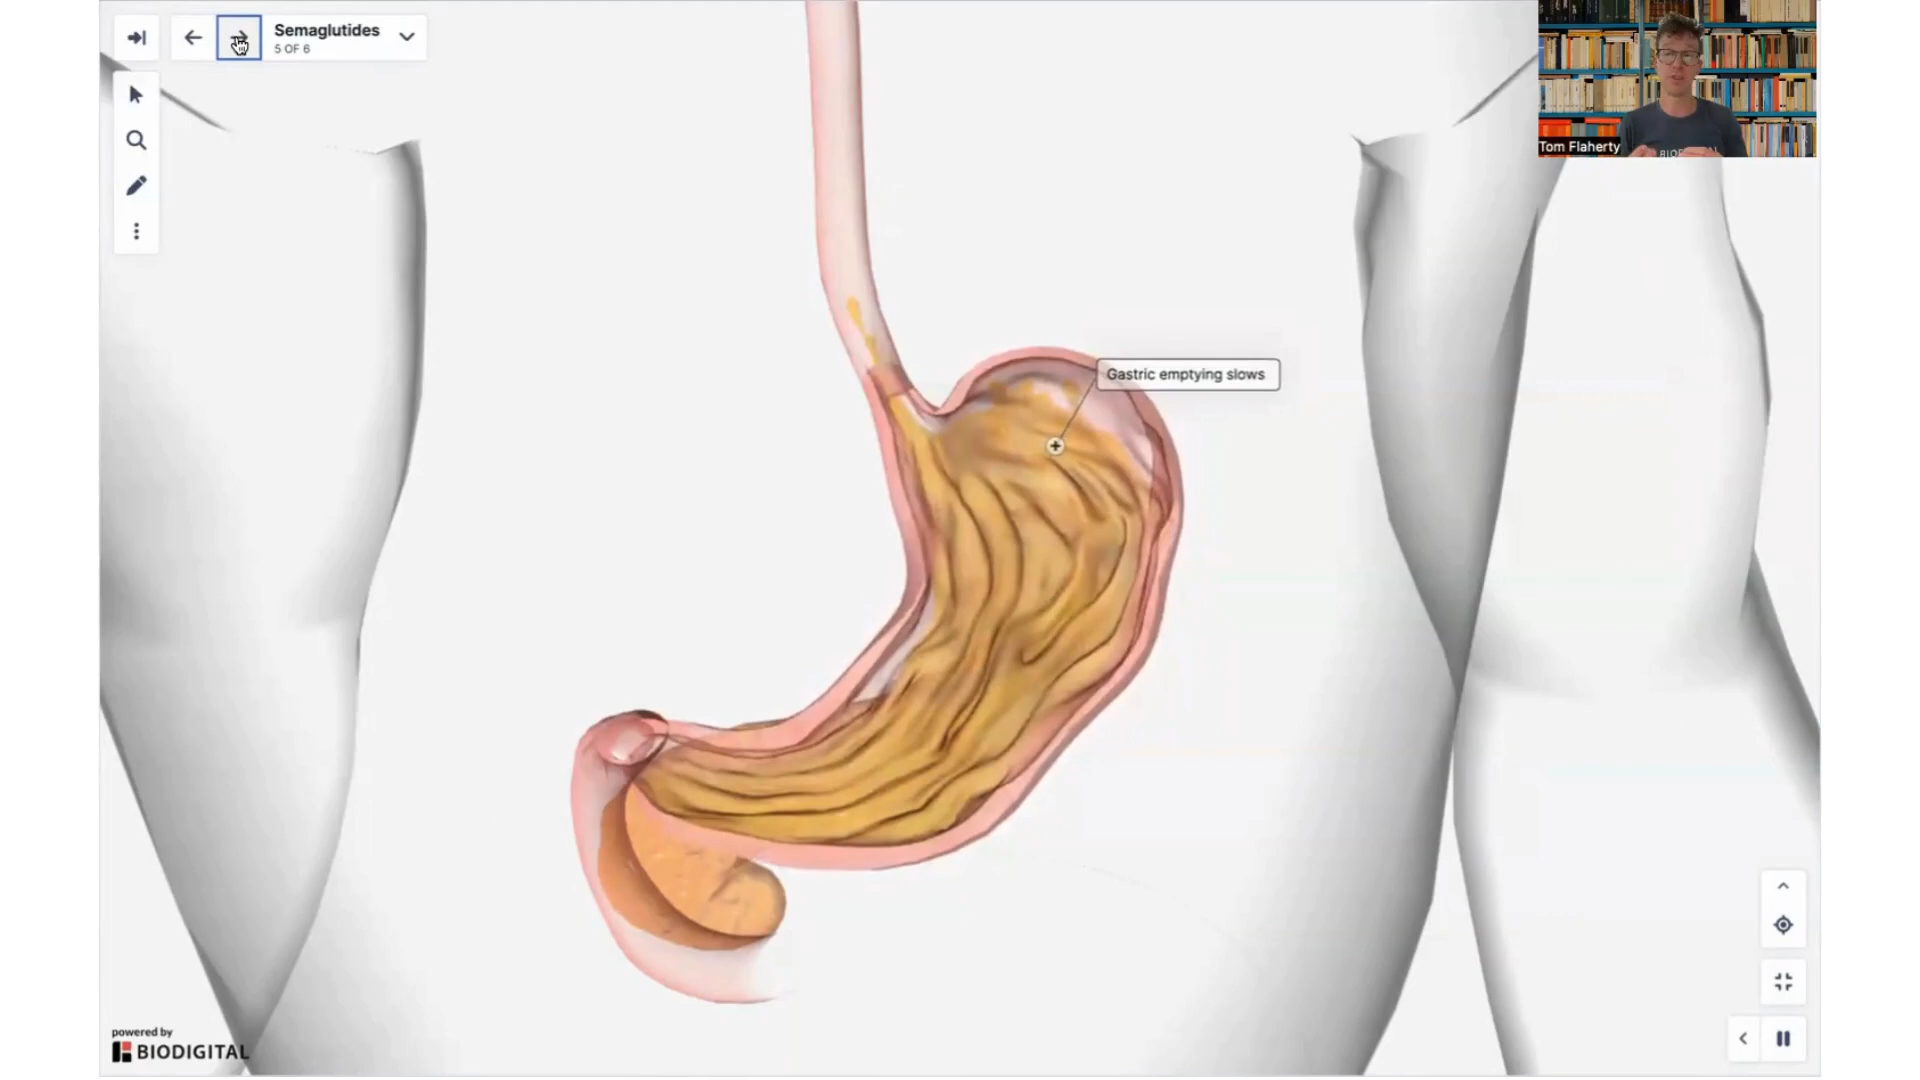 Semaglutides
5 OF 6
Tom Flaherty
Gastric emptying slows
powered by
BIODIGITAL